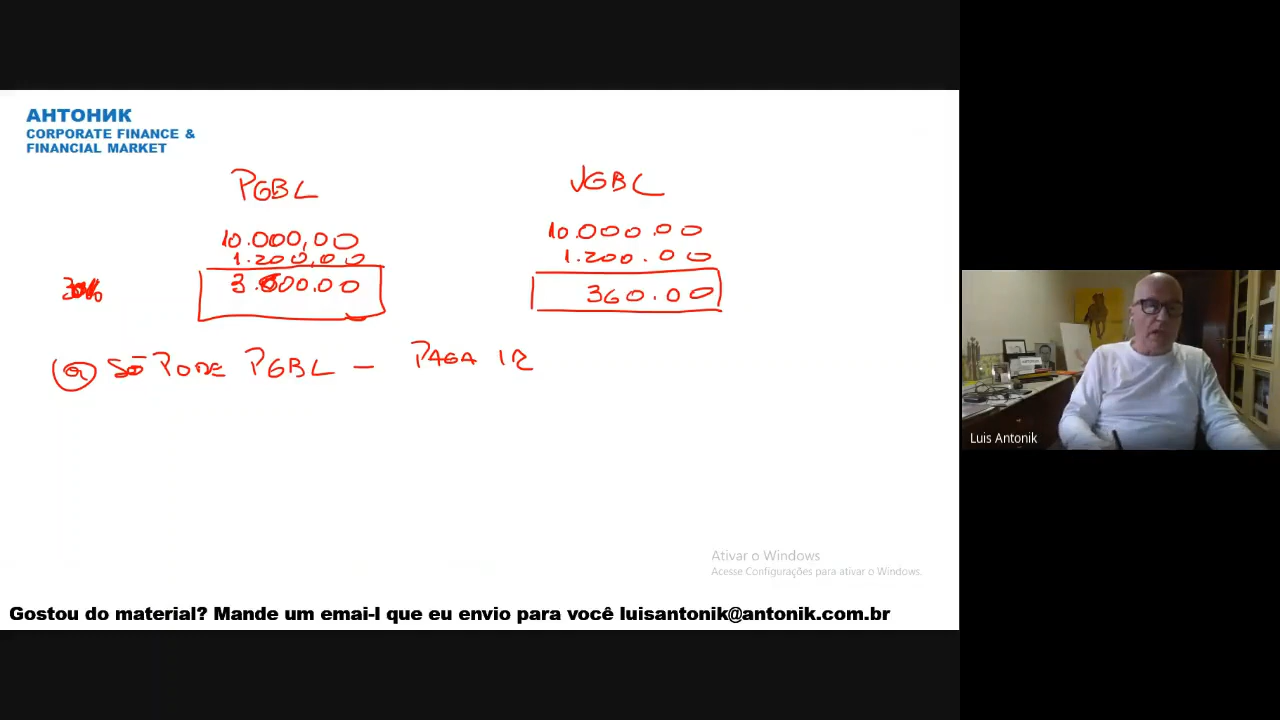 АНТОНИК
CORPORATE FINANCE &
FINANCIAL MARKET
PGBL
VGBL
10.000,00
10.000.00
1.200,00
1.200.00
30%
3.600.00
360.00
a SÓ PODE PGBL — PAGA IR
Luis Antonik
Ativar o Windows
Acesse Configurações para ativar o Windows.
Gostou do material? Mande um emai-l que eu envio para você luisantonik@antonik.com.br